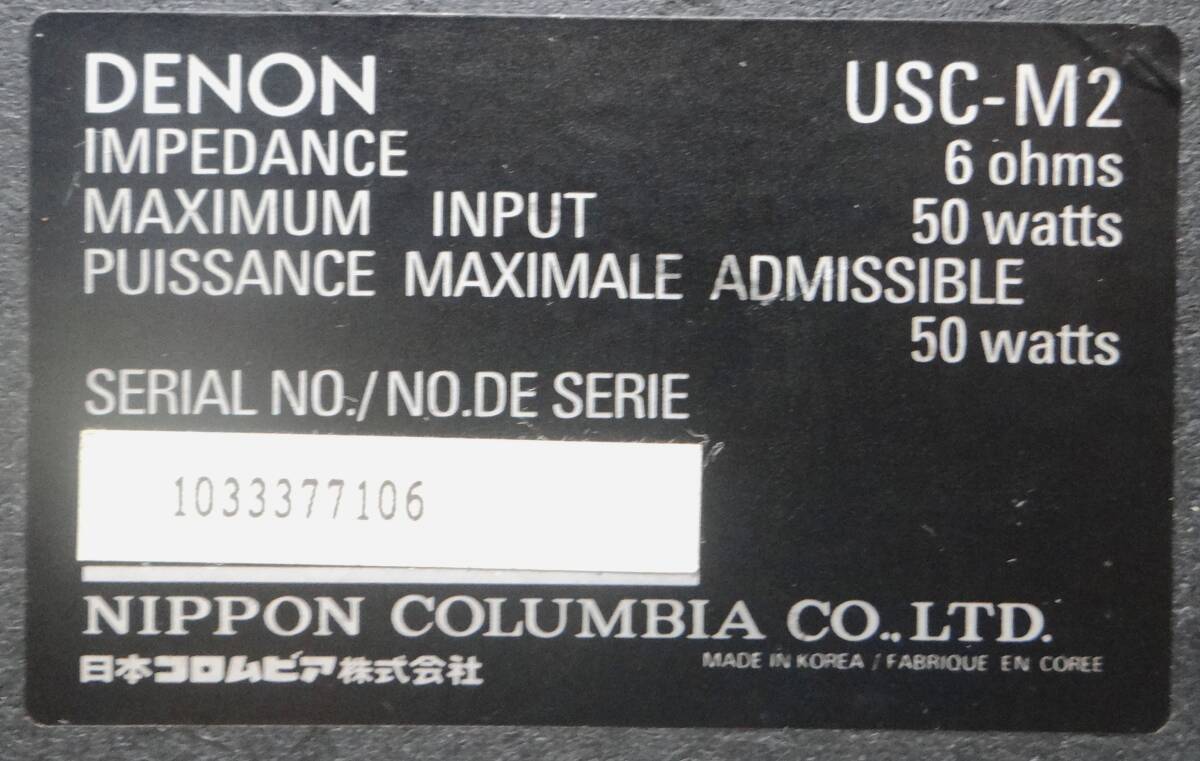 DENON USC-M2
IMPEDANCE 6 ohms
MAXIMUM INPUT 50 watts
PUISSANCE MAXIMALE ADMISSIBLE
50 watts
SERIAL NO./NO.DE SERIE
1033377106
NIPPON COLUMBIA CO.,LTD.
日本コロムビア株式会社 MADE IN KOREA / FABRIQUE EN COREE